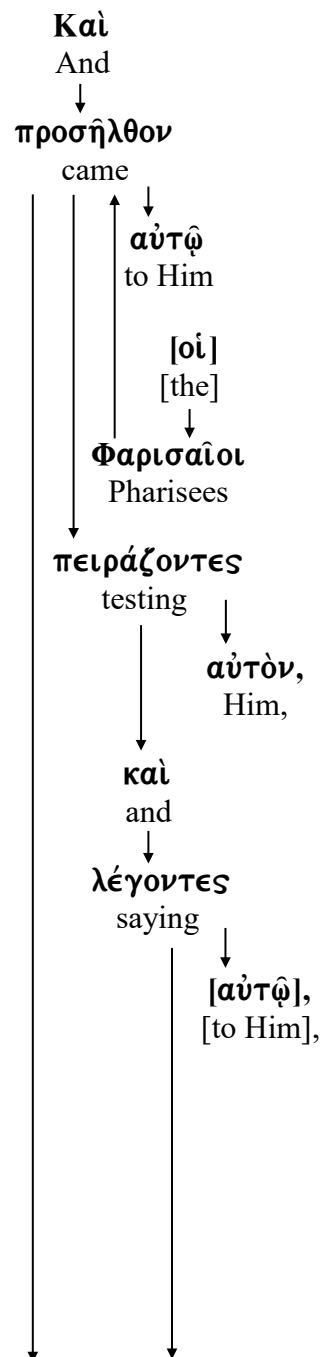 Καὶ
And
προσῆλθον
came
αὐτῷ
to Him
[οἱ]
[the]
Φαρισαῖοι
Pharisees
πειράζοντες
testing
αὐτὸν,
Him,
καὶ
and
λέγοντες
saying
[αὐτῷ],
[to Him],